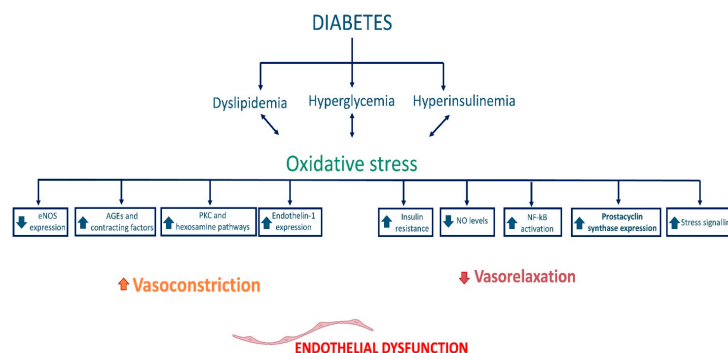 DIABETES
Dyslipidemia
Hyperglycemia
Hyperinsulinemia
Oxidative stress
eNOS
expression
AGEs and
contracting factors
PKC and
hexosamine pathways
Endothelin-1
expression
Insulin
resistance
NO levels
NF-kB
activation
Prostacyclin
synthase expression
Stress signallin
Vasoconstriction
Vasorelaxation
ENDOTHELIAL DYSFUNCTION